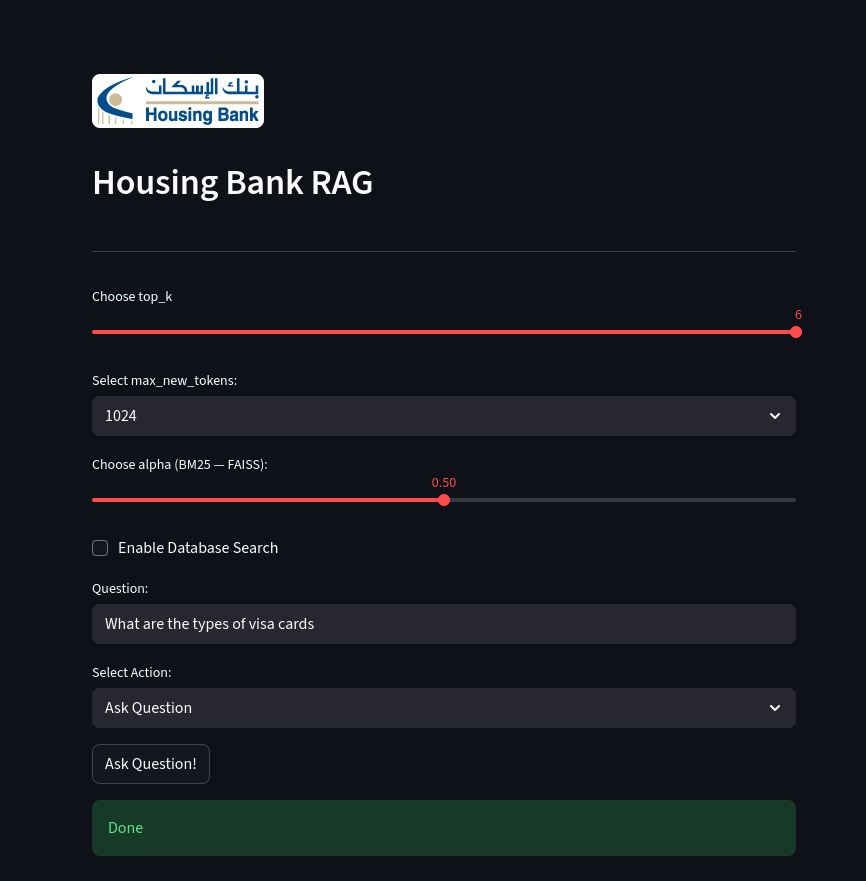 بنك الإسكان
Housing Bank
Housing Bank RAG
Choose top_k
6
Select max_new_tokens:
1024
Choose alpha (BM25 — FAISS):
0.50
Enable Database Search
Question:
What are the types of visa cards
Select Action:
Ask Question
Ask Question!
Done